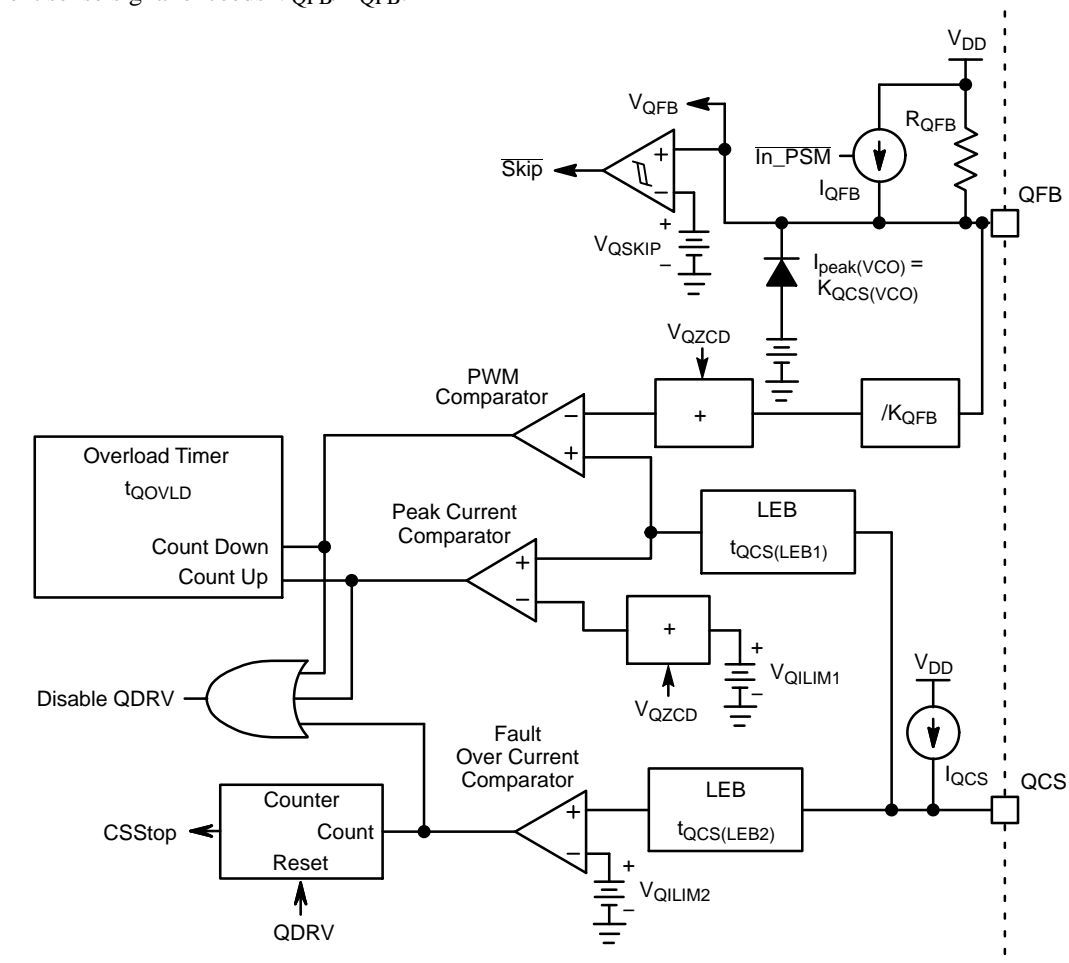 V_QFB/K_QFB.
V_DD
V_QFB
R_QFB
+
Skip
In_PSM
–
I_QFB
QFB
+
V_QSKIP
–
I_peak(VCO) =
K_QCS(VCO)
V_QZCD
PWM
Comparator
–
+
/K_QFB
+
Overload Timer
t_QOVLD
Count Down
Count Up
Peak Current
Comparator
+
–
LEB
t_QCS(LEB1)
+
+
V_QILIM1
–
V_QZCD
V_DD
Disable QDRV
Fault
Over Current
Comparator
I_QCS
QCS
Counter
Count
Reset
CSStop
+
–
LEB
t_QCS(LEB2)
+
V_QILIM2
–
QDRV